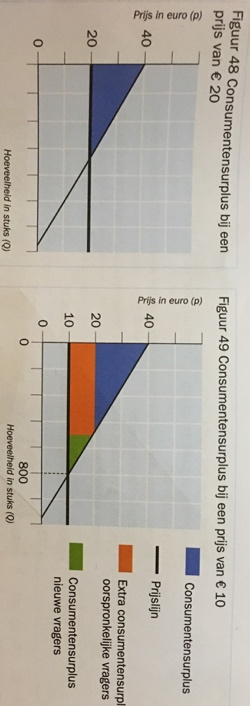 Figuur 48 Consumentensurplus bij een
prijs van € 20
Prijs in euro (p)
40
20
0
Hoeveelheid in stuks (Q)
Figuur 49 Consumentensurplus bij een prijs van € 10
Prijs in euro (p)
40
20
10
0
0
800
Hoeveelheid in stuks (Q)
Consumentensurplus
Prijslijn
Extra consumentensurpl
oorspronkelijke vragers
Consumentensurplus
nieuwe vragers